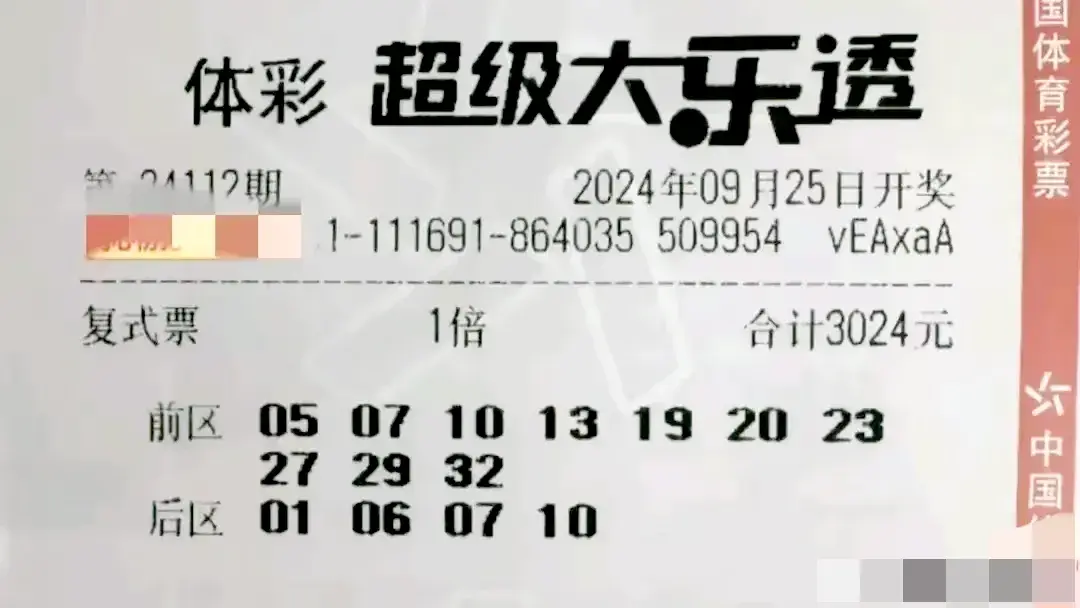 体彩 超级大乐透
第24112期 2024年09月25日开奖
1-111691-864035 509954 vEAxaA
复式票 1倍 合计3024元
前区 05 07 10 13 19 20 23
27 29 32
后区 01 06 07 10
国体育彩票
中国